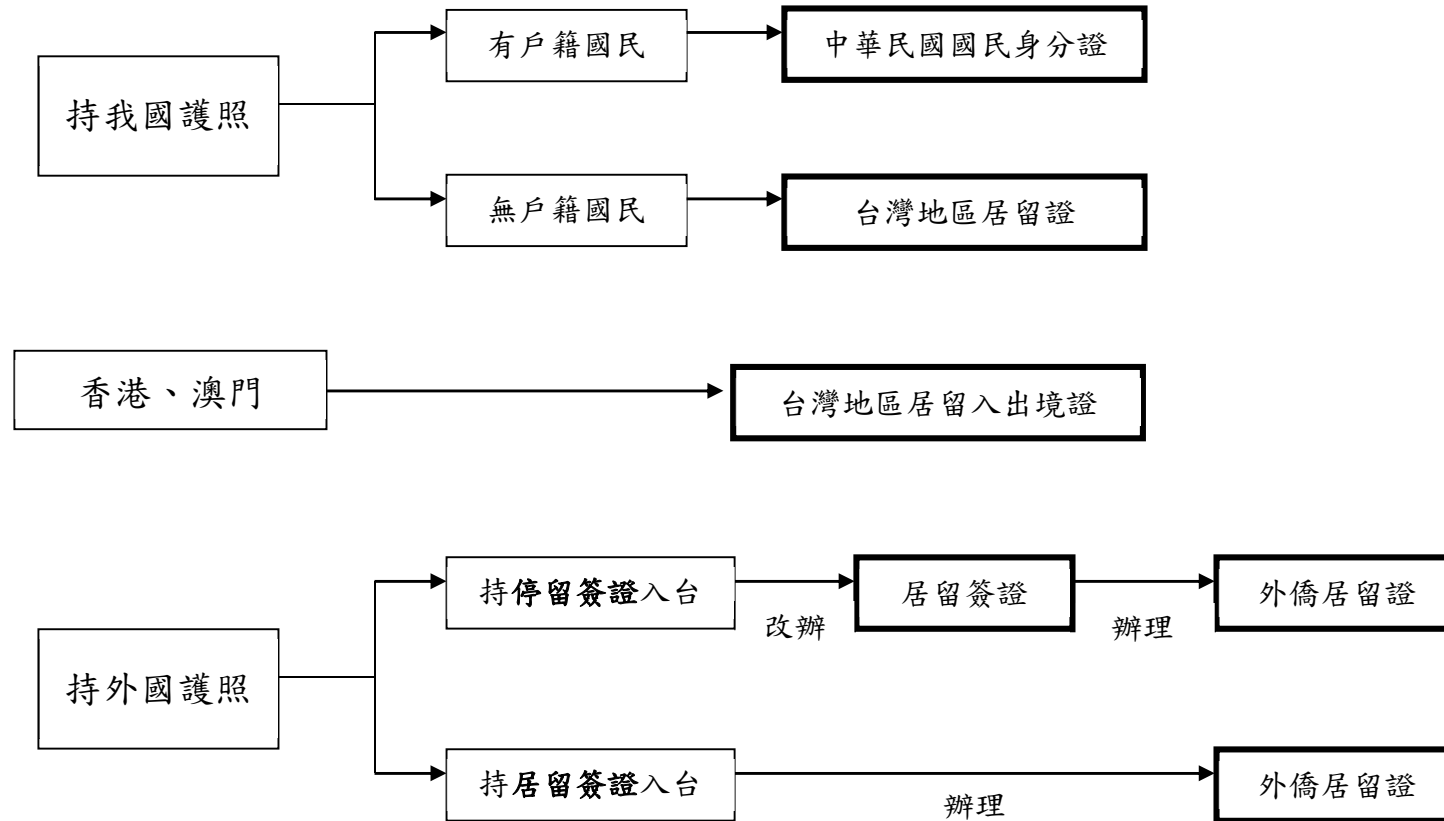 有戶籍國民
中華民國國民身分證
持我國護照
無戶籍國民
台灣地區居留證
香港、澳門
台灣地區居留入出境證
持停留簽證入台
改辦
居留簽證
辦理
外僑居留證
持外國護照
持居留簽證入台
辦理
外僑居留證